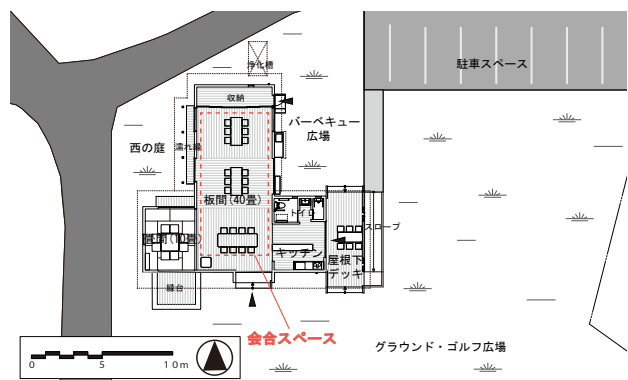 浄化槽
駐車スペース
収納
バーベキュー
広場
西の庭
濡れ縁
板間(40畳)
トイレ
スロープ
畳間(10畳)
キッチン
屋根下
デッキ
縁台
会合スペース
グラウンド・ゴルフ広場
0 5 10m